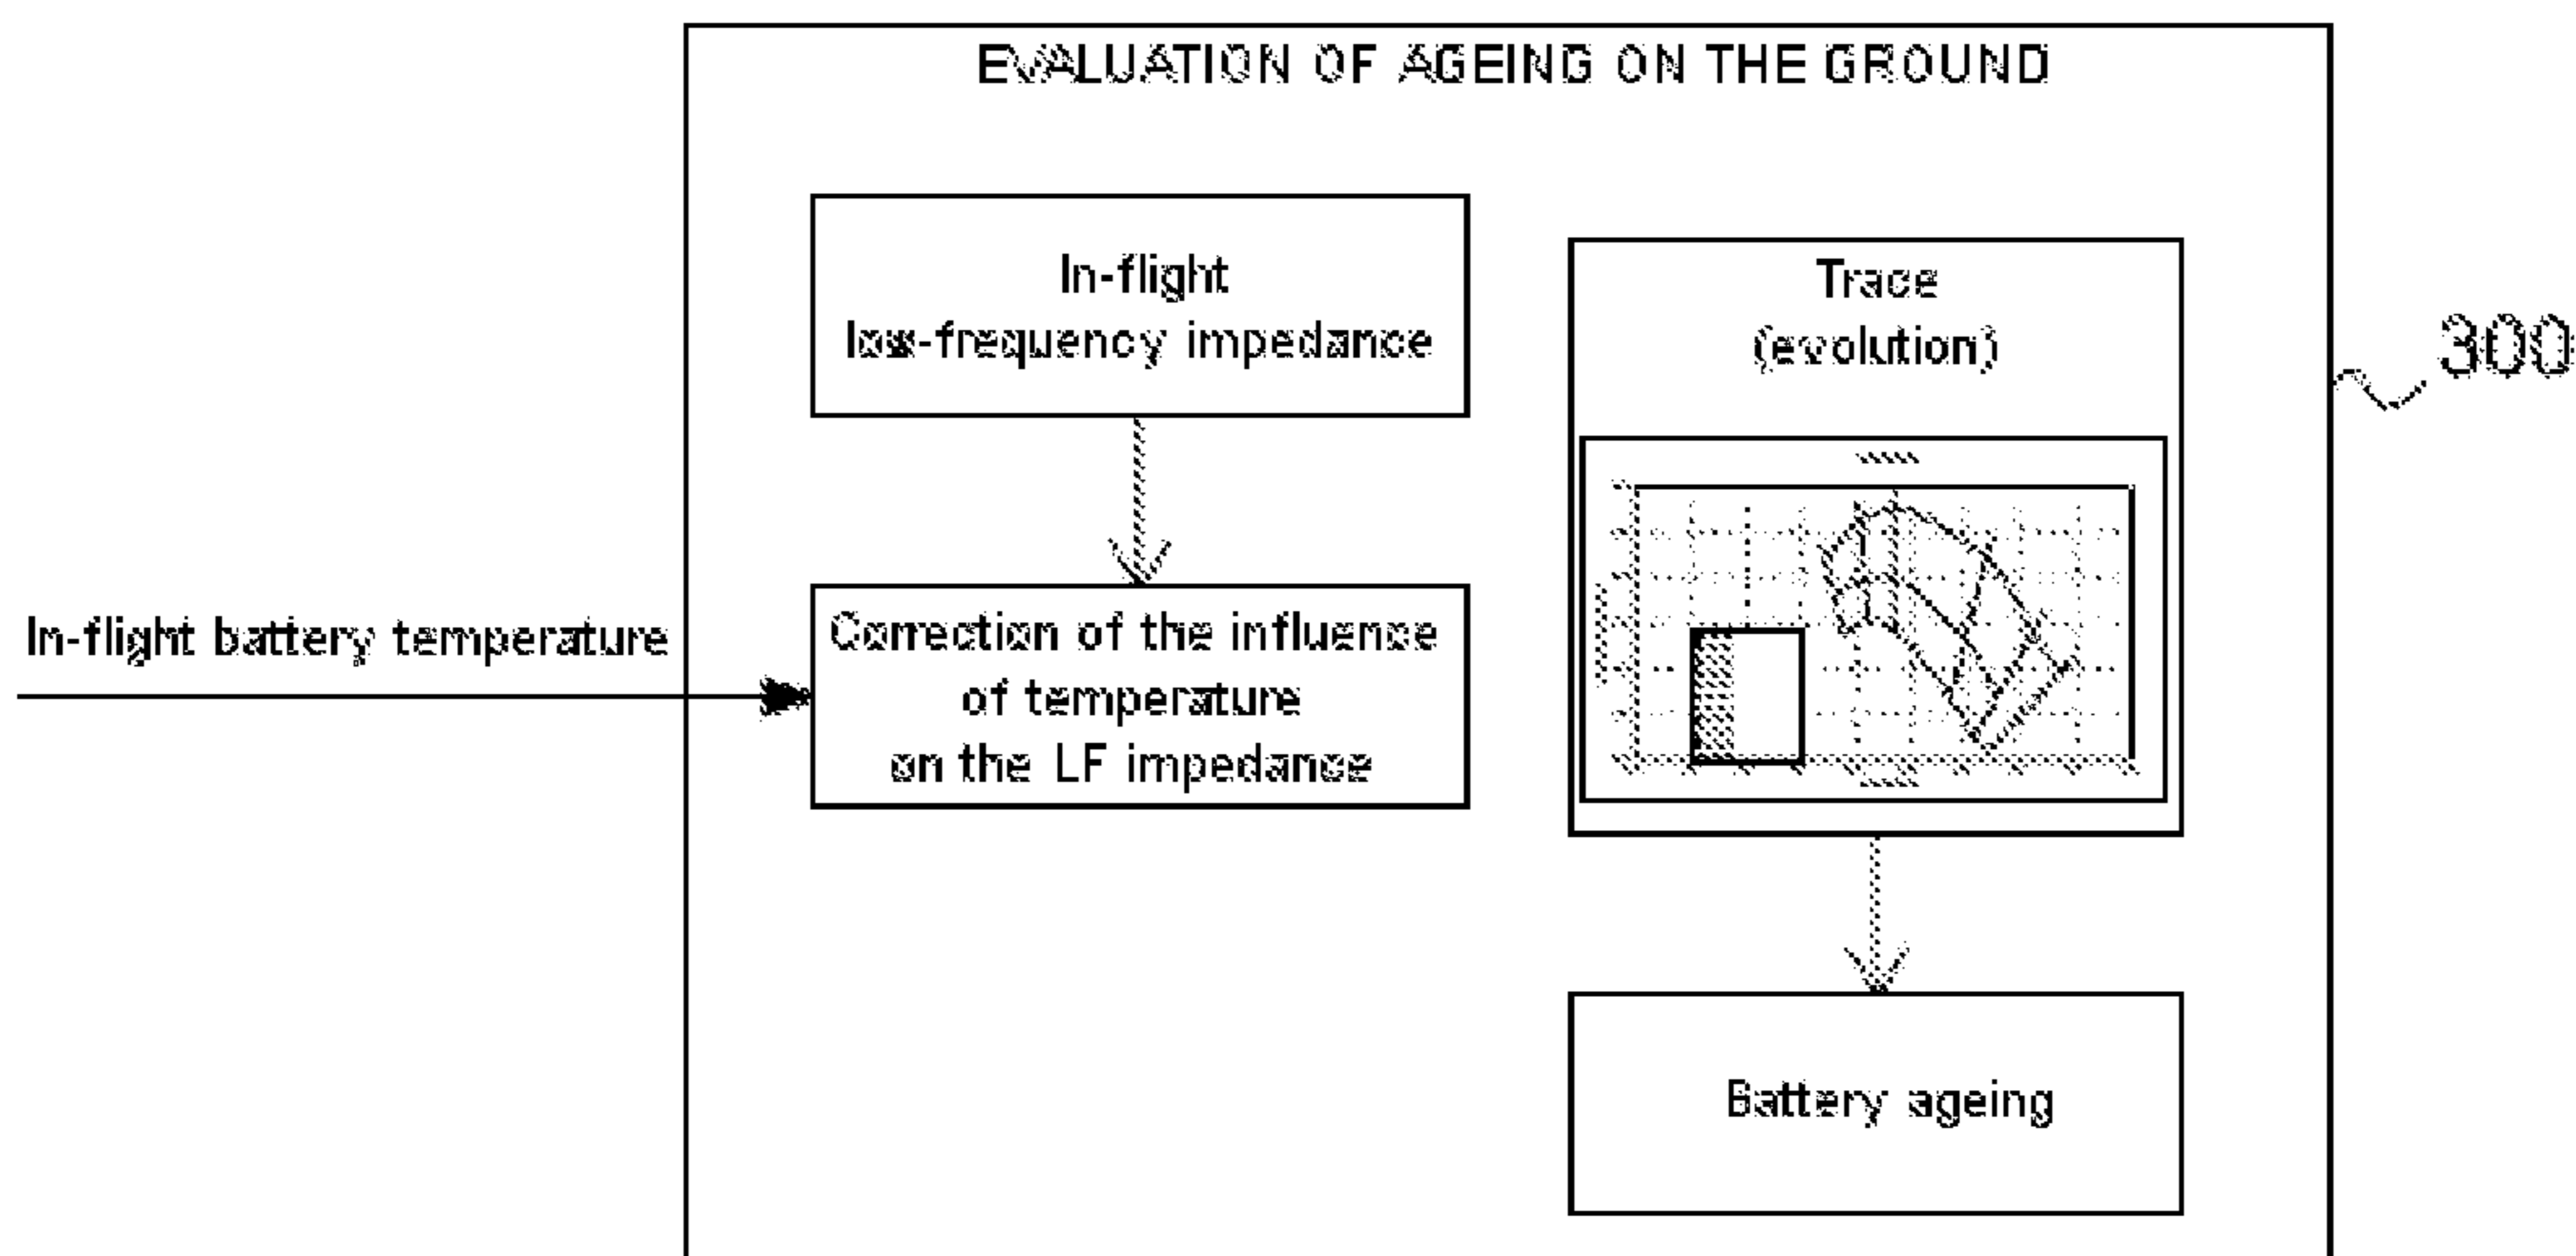 EVALUATION OF AGEING ON THE GROUND
In-flight
low-frequency impedance
Trace
(evolution)
300
In-flight battery temperature
Correction of the influence
of temperature
on the LF impedance
Battery ageing